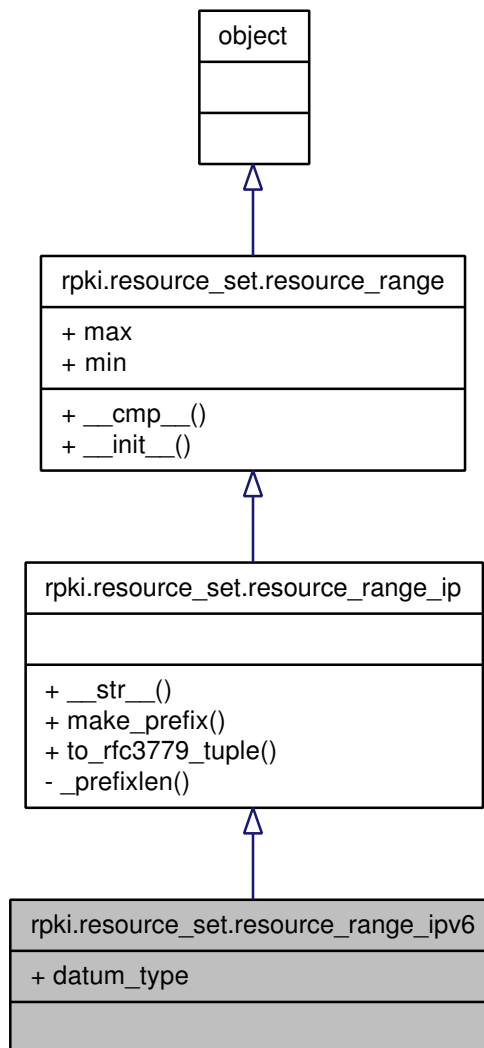 object
rpki.resource_set.resource_range
+ max
+ min
+ __cmp__()
+ __init__()
rpki.resource_set.resource_range_ip
+ __str__()
+ make_prefix()
+ to_rfc3779_tuple()
- _prefixlen()
rpki.resource_set.resource_range_ipv6
+ datum_type